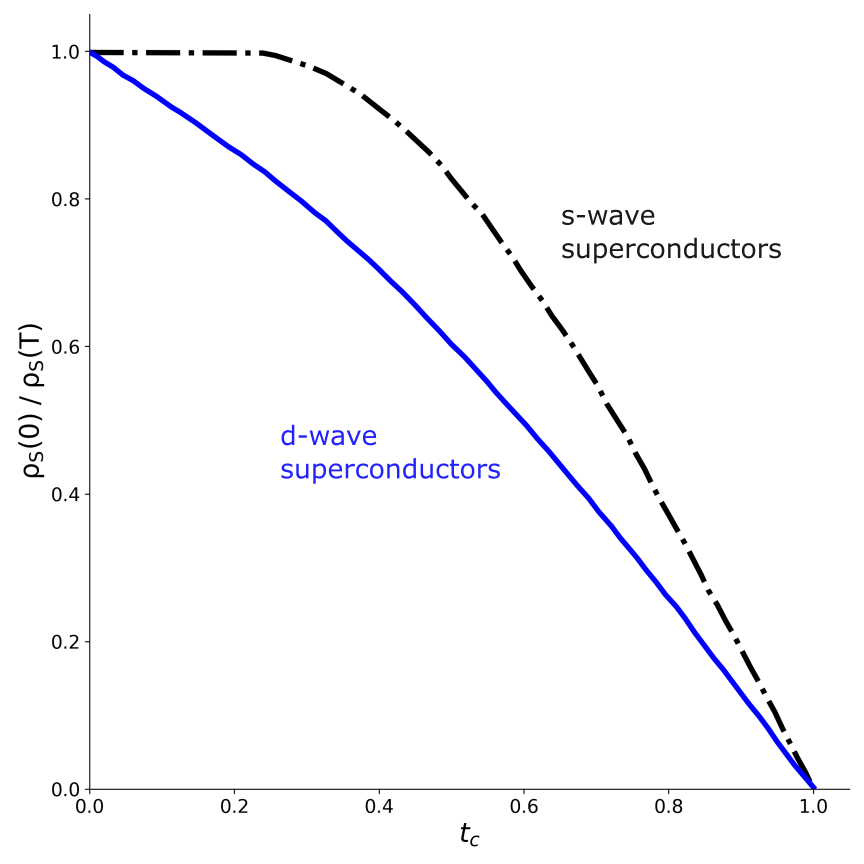 1.0
0.8
0.6
0.4
0.2
0.0
ρS(0) / ρS(T)
s-wave
superconductors
d-wave
superconductors
0.0 0.2 0.4 0.6 0.8 1.0
tc